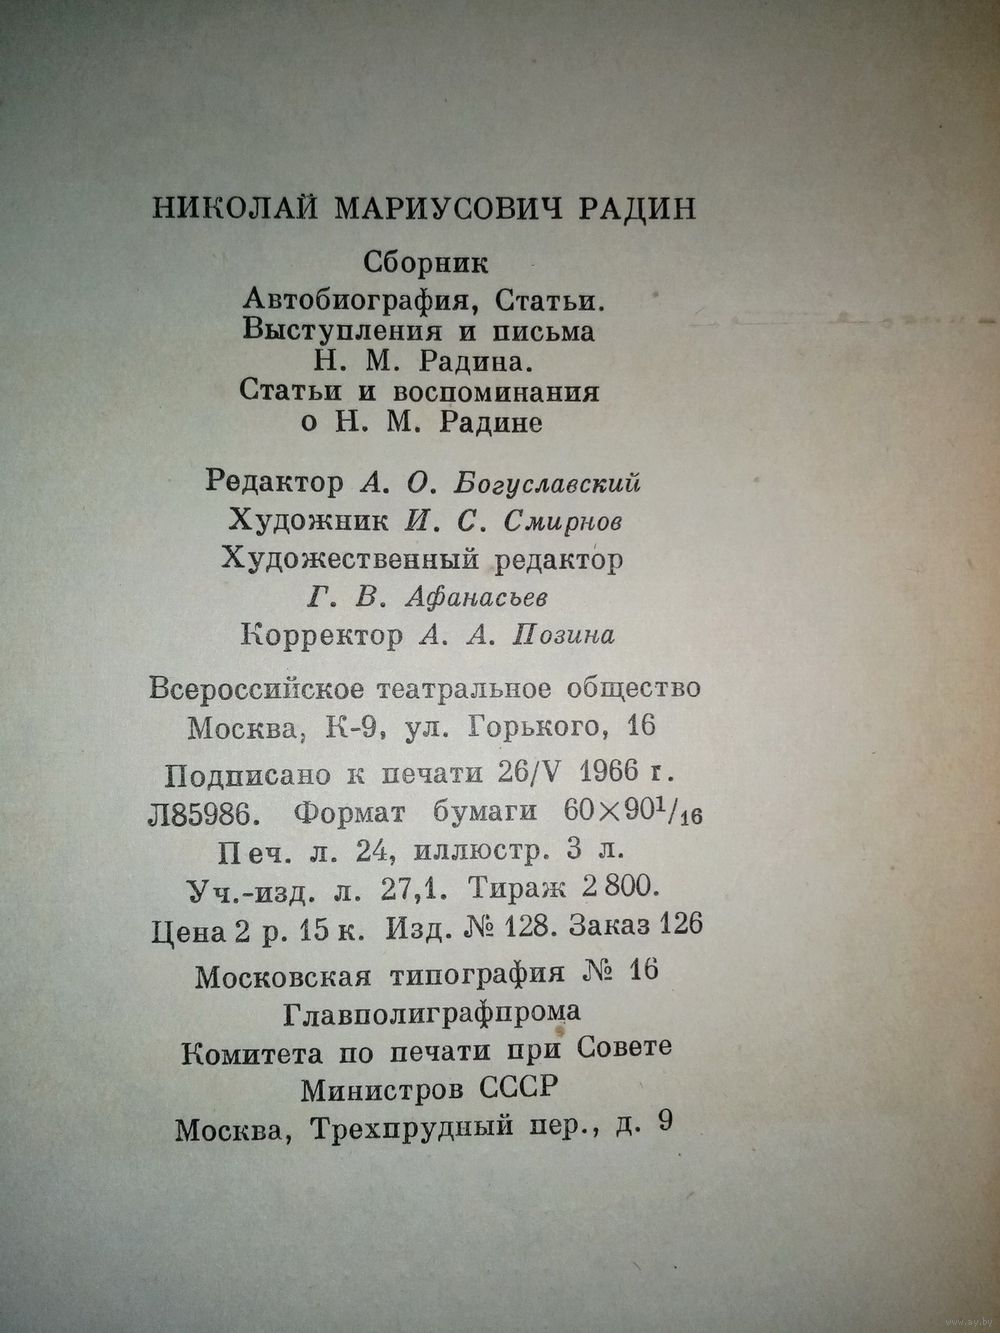 НИКОЛАЙ МАРИУСОВИЧ РАДИН
Сборник
Автобиография, Статьи.
Выступления и письма
Н. М. Радина.
Статьи и воспоминания
о Н. М. Радине
Редактор А. О. Богуславский
Художник И. С. Смирнов
Художественный редактор
Г. В. Афанасьев
Корректор А. А. Позина
Всероссийское театральное общество
Москва, К-9, ул. Горького, 16
Подписано к печати 26/V 1966 г.
Л85986. Формат бумаги 60×90¹/₁₆
Печ. л. 24, иллюстр. 3 л.
Уч.-изд. л. 27,1. Тираж 2 800.
Цена 2 р. 15 к. Изд. № 128. Заказ 126
Московская типография № 16
Главполиграфпрома
Комитета по печати при Совете
Министров СССР
Москва, Трехпрудный пер., д. 9
www.ay.by